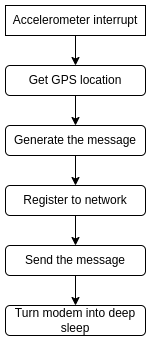 Accelerometer interrupt
Get GPS location
Generate the message
Register to network
Send the message
Turn modem into deep
sleep